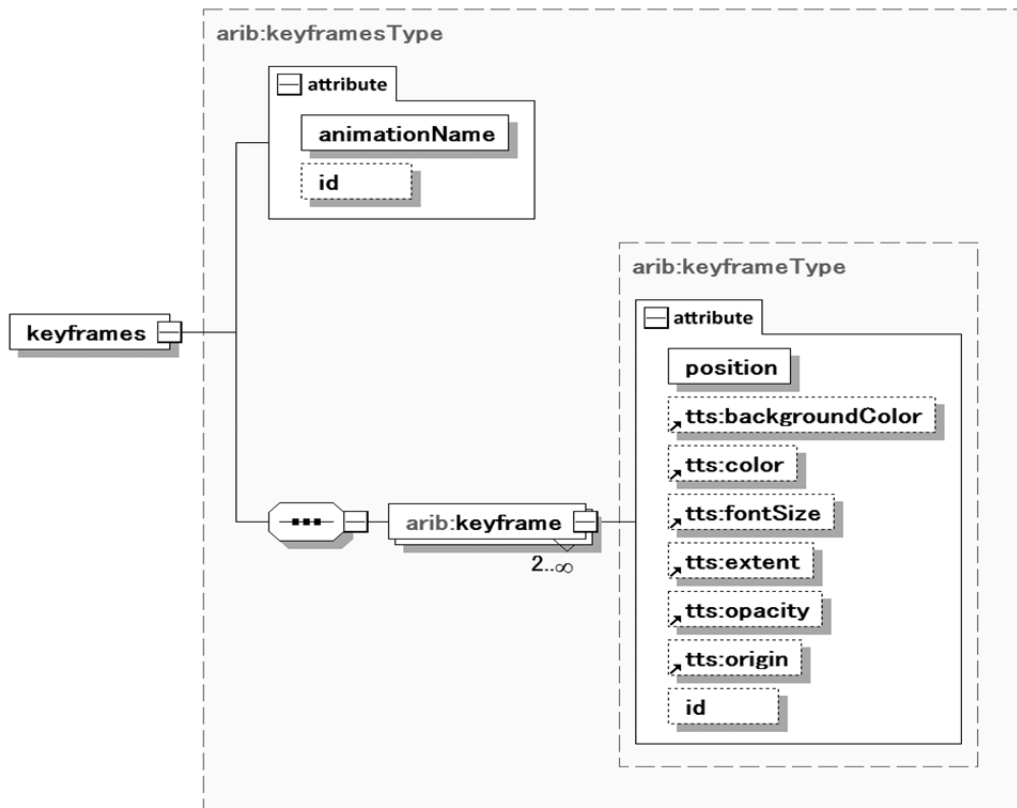 arib:keyframesType
attribute
animationName
id
keyframes
arib:keyframe
2..∞
arib:keyframeType
attribute
position
tts:backgroundColor
tts:color
tts:fontSize
tts:extent
tts:opacity
tts:origin
id